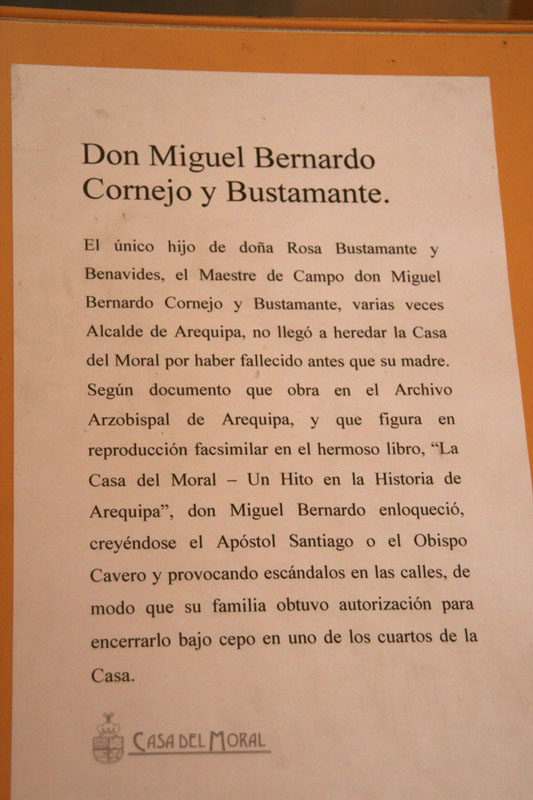 Don Miguel Bernardo
Cornejo y Bustamante.
El único hijo de doña Rosa Bustamante y
Benavides, el Maestre de Campo don Miguel
Bernardo Cornejo y Bustamante, varias veces
Alcalde de Arequipa, no llegó a heredar la Casa
del Moral por haber fallecido antes que su madre.
Según documento que obra en el Archivo
Arzobispal de Arequipa, y que figura en
reproducción facsimilar en el hermoso libro, “La
Casa del Moral – Un Hito en la Historia de
Arequipa”, don Miguel Bernardo enloqueció,
creyéndose el Apóstol Santiago o el Obispo
Cavero y provocando escándalos en las calles, de
modo que su familia obtuvo autorización para
encerrarlo bajo cepo en uno de los cuartos de la
Casa.
CASA DEL MORAL